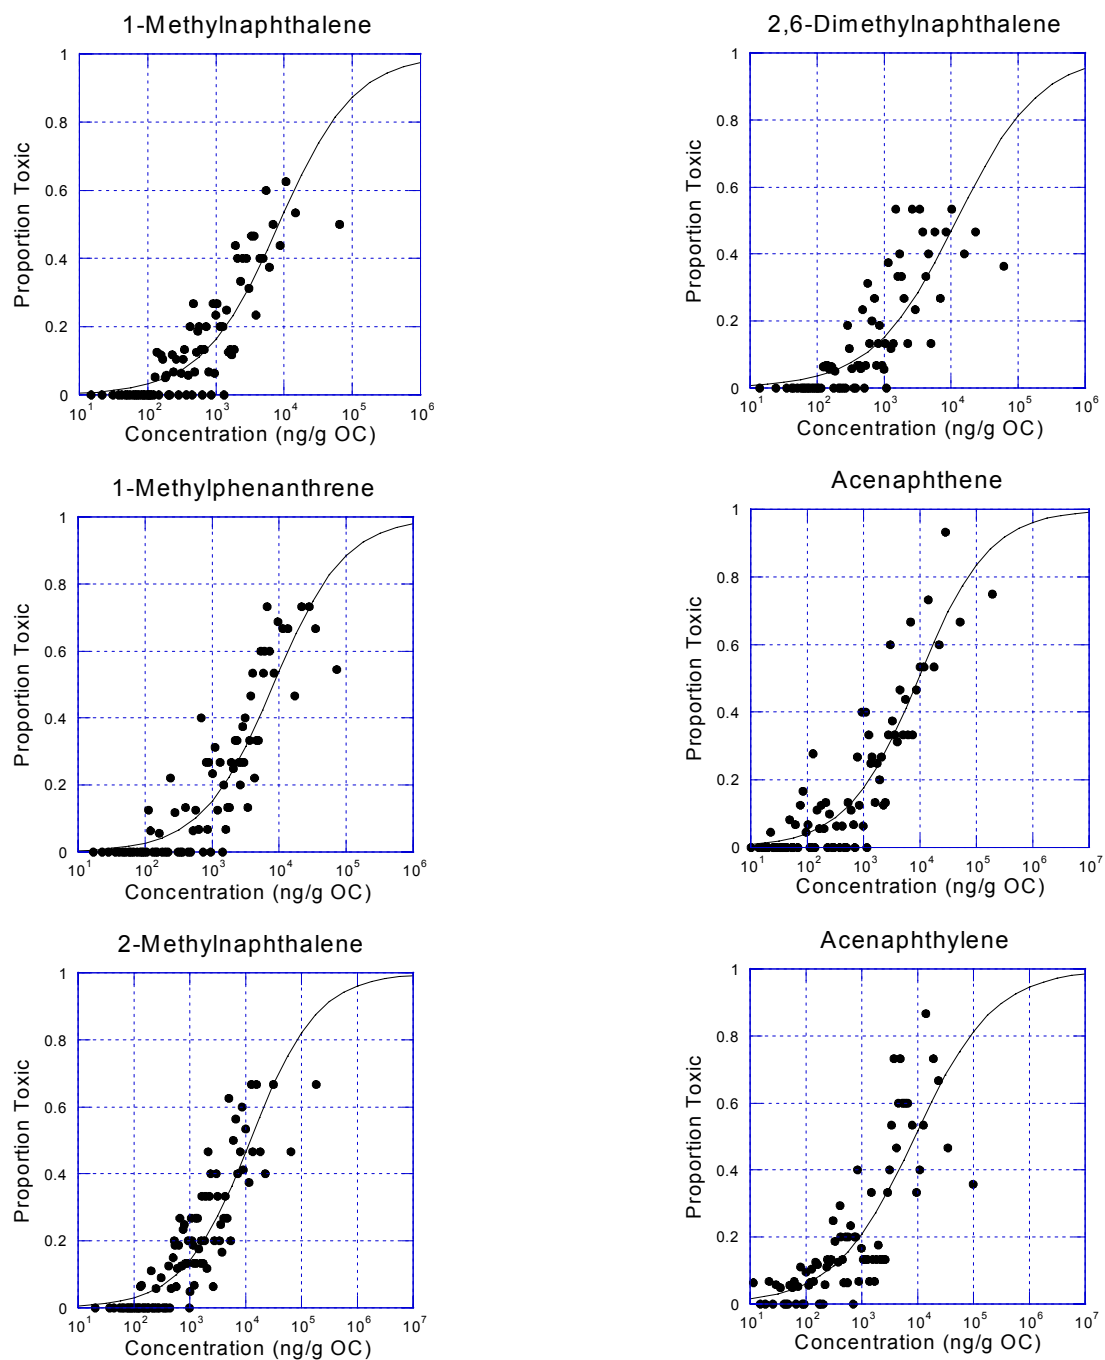 1-Methylnaphthalene
1
0.8
0.6
0.4
0.2
0
Proportion Toxic
10^1 10^2 10^3 10^4 10^5 10^6
Concentration (ng/g OC)
2,6-Dimethylnaphthalene
1
0.8
0.6
0.4
0.2
0
Proportion Toxic
10^1 10^2 10^3 10^4 10^5 10^6
Concentration (ng/g OC)
1-Methylphenanthrene
1
0.8
0.6
0.4
0.2
0
Proportion Toxic
10^1 10^2 10^3 10^4 10^5 10^6
Concentration (ng/g OC)
Acenaphthene
1
0.8
0.6
0.4
0.2
0
Proportion Toxic
10^1 10^2 10^3 10^4 10^5 10^6 10^7
Concentration (ng/g OC)
2-Methylnaphthalene
1
0.8
0.6
0.4
0.2
0
Proportion Toxic
10^1 10^2 10^3 10^4 10^5 10^6 10^7
Concentration (ng/g OC)
Acenaphthylene
1
0.8
0.6
0.4
0.2
0
Proportion Toxic
10^1 10^2 10^3 10^4 10^5 10^6 10^7
Concentration (ng/g OC)